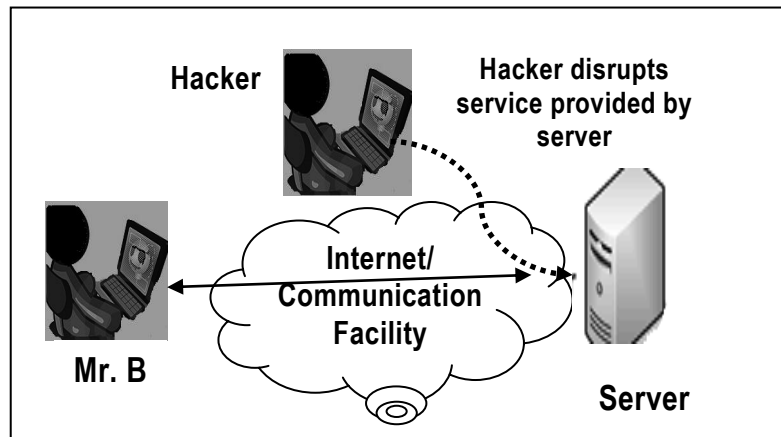 Hacker
Hacker disrupts
service provided by
server
Internet/
Communication
Facility
Mr. B
Server